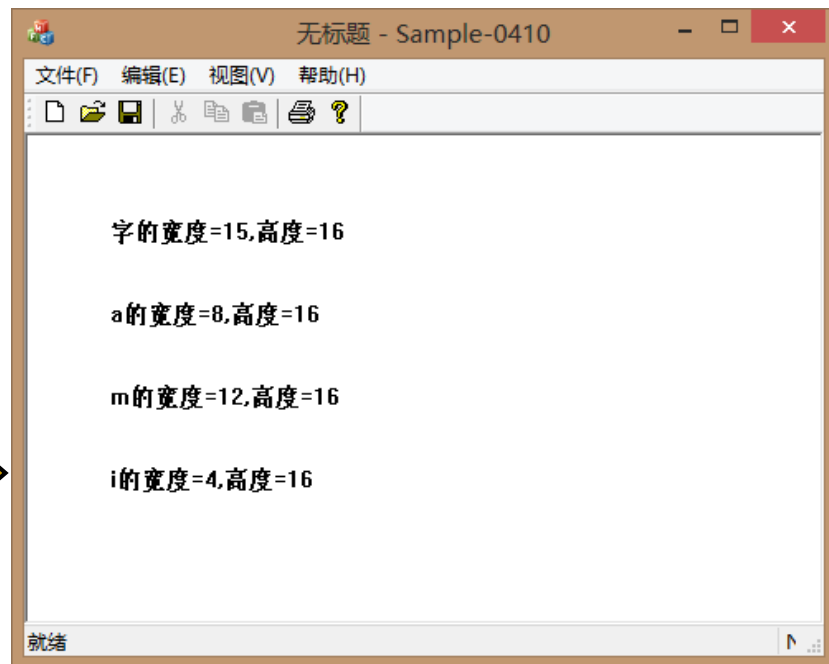 无标题 - Sample-0410
文件(F) 编辑(E) 视图(V) 帮助(H)
字的宽度=15,高度=16
a的宽度=8,高度=16
m的宽度=12,高度=16
i的宽度=4,高度=16
就绪